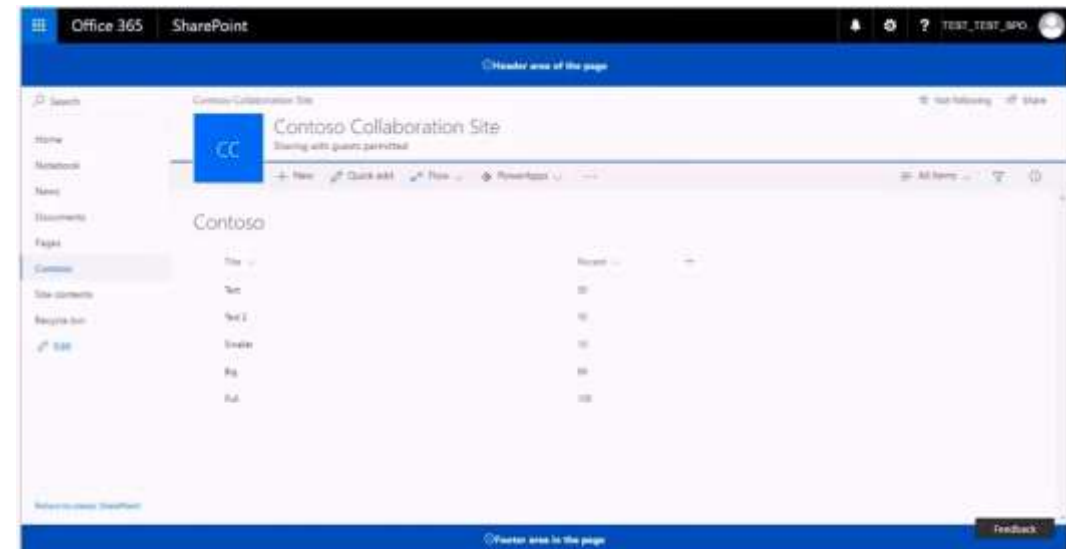 Office 365 SharePoint ? TEST_TEST_SPO...
Header area of the page
Search
Contoso Collaboration Site
Not following Share
CC
Contoso Collaboration Site
Sharing with guests permitted
+ New Quick edit Flow PowerApps ...
All Items
Home
Notebook
News
Documents
Pages
Contoso
Site contents
Recycle bin
Edit
Contoso
Title Percent +
Test
Test 2
Smaller
Big
Full 100
Return to classic SharePoint
Feedback
Footer area in the page